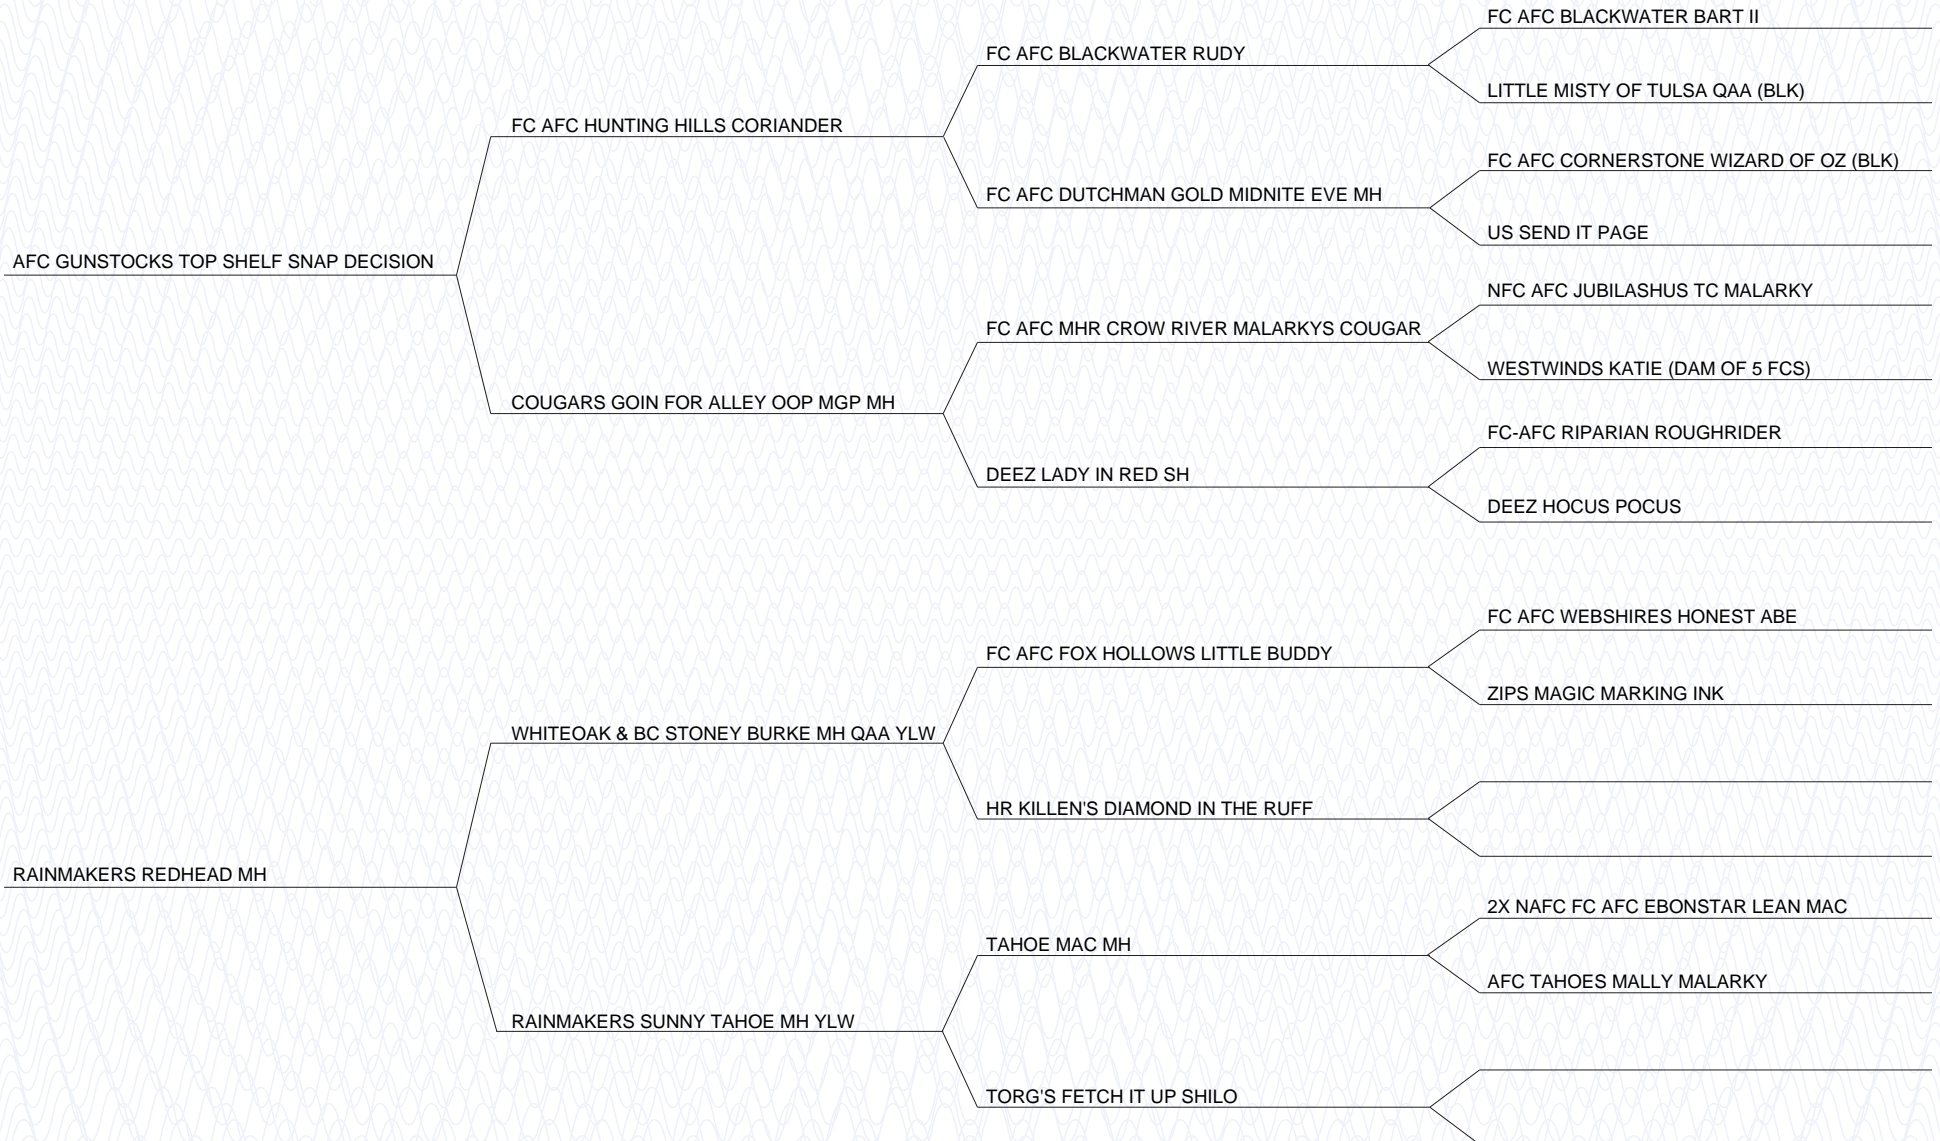 FC AFC BLACKWATER BART II
FC AFC BLACKWATER RUDY
LITTLE MISTY OF TULSA QAA (BLK)
FC AFC HUNTING HILLS CORIANDER
FC AFC CORNERSTONE WIZARD OF OZ (BLK)
FC AFC DUTCHMAN GOLD MIDNITE EVE MH
US SEND IT PAGE
AFC GUNSTOCKS TOP SHELF SNAP DECISION
NFC AFC JUBILASHUS TC MALARKY
FC AFC MHR CROW RIVER MALARKYS COUGAR
WESTWINDS KATIE (DAM OF 5 FCS)
COUGARS GOIN FOR ALLEY OOP MGP MH
FC-AFC RIPARIAN ROUGHRIDER
DEEZ LADY IN RED SH
DEEZ HOCUS POCUS
FC AFC WEBSHIRES HONEST ABE
FC AFC FOX HOLLOWS LITTLE BUDDY
ZIPS MAGIC MARKING INK
WHITEOAK & BC STONEY BURKE MH QAA YLW
HR KILLEN'S DIAMOND IN THE RUFF
RAINMAKERS REDHEAD MH
2X NAFC FC AFC EBONSTAR LEAN MAC
TAHOE MAC MH
AFC TAHOES MALLY MALARKY
RAINMAKERS SUNNY TAHOE MH YLW
TORG'S FETCH IT UP SHILO